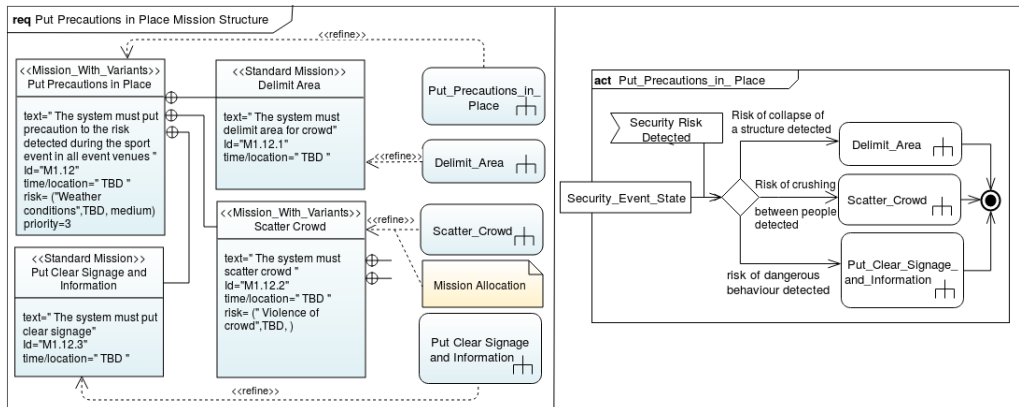 req Put Precautions in Place Mission Structure
<<refine>>
<<Mission_With_Variants>>
Put Precautions in Place
text=" The system must put
precaution to the risk
detected during the sport
event in all event venues "
Id="M1.12"
time/location=" TBD "
risk= ("Weather
conditions",TBD, medium)
priority=3
<<Standard Mission>>
Delimit Area
text=" The system must
delimit area for crowd"
Id="M1.12.1"
time/location=" TBD "
Put_Precautions_in_
Place
<<refine>>
Delimit_Area
<<Mission_With_Variants>>
Scatter Crowd
text=" The system must
scatter crowd "
Id="M1.12.2"
time/location=" TBD "
risk= (" Violence of
crowd",TBD, )
<<refine>>
Scatter_Crowd
Mission Allocation
<<Standard Mission>>
Put Clear Signage and
Information
text=" The system must put
clear signage"
Id="M1.12.3"
time/location=" TBD "
Put Clear Signage
and Information
<<refine>>
act Put_Precautions_in_ Place
Security Risk
Detected
Security_Event_State
Risk of collapse of
a structure detected
Delimit_Area
Risk of crushing
between people
detected
Scatter_Crowd
risk of dangerous
behaviour detected
Put_Clear_Signage_
and_Information